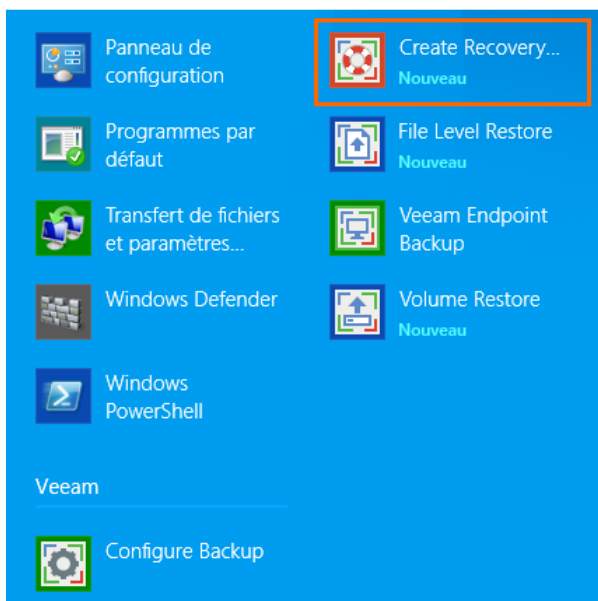 Panneau de
configuration
Programmes par
défaut
Transfert de fichiers
et paramètres...
Windows Defender
Windows
PowerShell
Veeam
Configure Backup
Create Recovery...
Nouveau
File Level Restore
Nouveau
Veeam Endpoint
Backup
Volume Restore
Nouveau